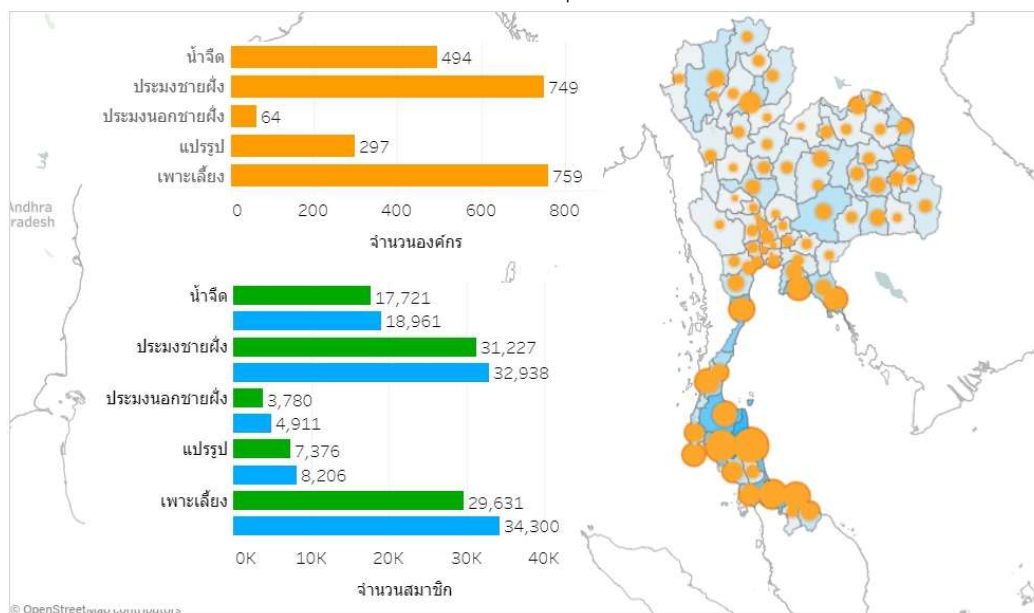 น้ำจืด 494
ประมงชายฝั่ง 749
ประมงนอกชายฝั่ง 64
แปรรูป 297
เพาะเลี้ยง 759
0 200 400 600 800
จำนวนองค์กร
Andhra
radesh
น้ำจืด 17,721
18,961
ประมงชายฝั่ง 31,227
32,938
ประมงนอกชายฝั่ง 3,780
4,911
แปรรูป 7,376
8,206
เพาะเลี้ยง 29,631
34,300
0K 10K 20K 30K 40K
จำนวนสมาชิก
© OpenStreetMap contributors